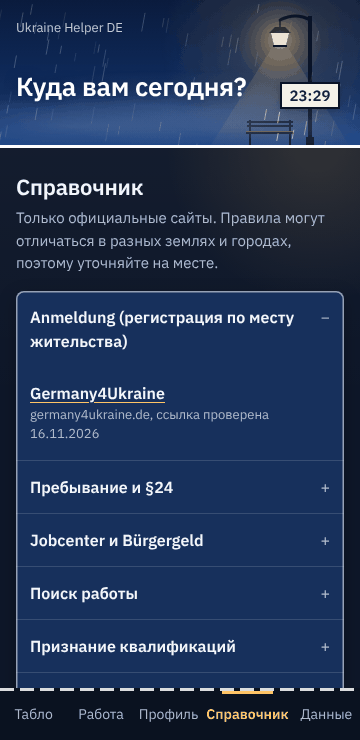 Ukraine Helper DE
Куда вам сегодня?
23:29
Справочник
Только официальные сайты. Правила могут
отличаться в разных землях и городах,
поэтому уточняйте на месте.
Anmeldung (регистрация по месту
жительства)
−
Germany4Ukraine
germany4ukraine.de, ссылка проверена
16.11.2026
Пребывание и §24
+
Jobcenter и Bürgergeld
+
Поиск работы
+
Признание квалификаций
+
Табло Работа Профиль Справочник Данные